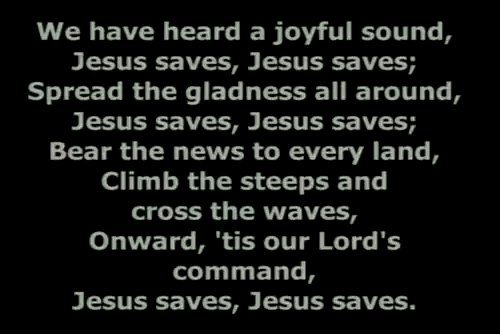 We have heard a joyful sound,
Jesus saves, Jesus saves;
Spread the gladness all around,
Jesus saves, Jesus saves;
Bear the news to every land,
Climb the steeps and
cross the waves,
Onward, 'tis our Lord's
command,
Jesus saves, Jesus saves.